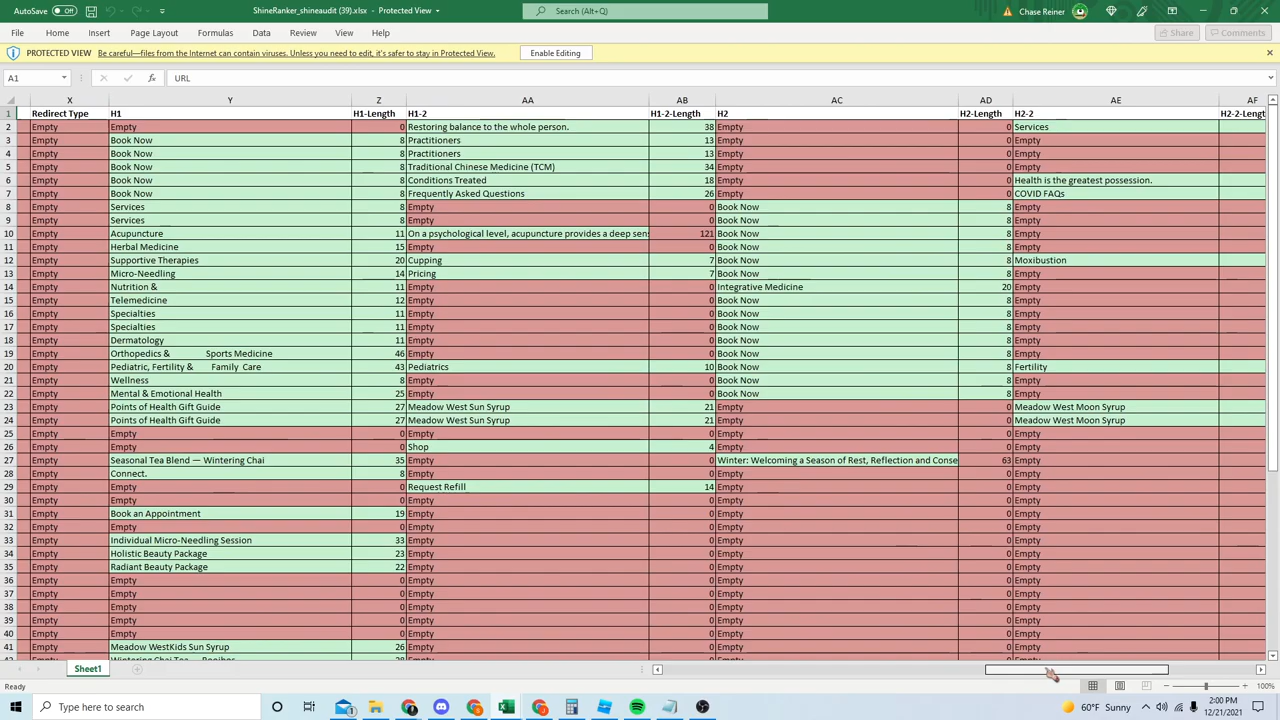 AutoSave Off ShineRanker_shineaudit (39).xlsx - Protected View Search (Alt+Q) Chase Reiner
File Home Insert Page Layout Formulas Data Review View Help Share Comments
PROTECTED VIEW Be careful—files from the Internet can contain viruses. Unless you need to edit, it's safer to stay in Protected View. Enable Editing
A1 fx URL
X Y Z AA AB AC AD AE AF
1 Redirect Type H1 H1-Length H1-2 H1-2-Length H2 H2-Length H2-2 H2-2-Lengt
2 Empty Empty 0 Restoring balance to the whole person. 38 Empty 0 Services
3 Empty Book Now 8 Practitioners 13 Empty 0 Empty
4 Empty Book Now 8 Practitioners 13 Empty 0 Empty
5 Empty Book Now 8 Traditional Chinese Medicine (TCM) 34 Empty 0 Empty
6 Empty Book Now 8 Conditions Treated 18 Empty 0 Health is the greatest possession.
7 Empty Book Now 8 Frequently Asked Questions 26 Empty 0 COVID FAQs
8 Empty Services 8 Empty 0 Book Now 8 Empty
9 Empty Services 8 Empty 0 Book Now 8 Empty
10 Empty Acupuncture 11 On a psychological level, acupuncture provides a deep sens 121 Book Now 8 Empty
11 Empty Herbal Medicine 15 Empty 0 Book Now 8 Empty
12 Empty Supportive Therapies 20 Cupping 7 Book Now 8 Moxibustion
13 Empty Micro-Needling 14 Pricing 7 Book Now 8 Empty
14 Empty Nutrition & 11 Empty 0 Integrative Medicine 20 Empty
15 Empty Telemedicine 12 Empty 0 Book Now 8 Empty
16 Empty Specialties 11 Empty 0 Book Now 8 Empty
17 Empty Specialties 11 Empty 0 Book Now 8 Empty
18 Empty Dermatology 11 Empty 0 Book Now 8 Empty
19 Empty Orthopedics & Sports Medicine 46 Empty 0 Book Now 8 Empty
20 Empty Pediatric, Fertility & Family Care 43 Pediatrics 10 Book Now 8 Fertility
21 Empty Wellness 8 Empty 0 Book Now 8 Empty
22 Empty Mental & Emotional Health 25 Empty 0 Book Now 8 Empty
23 Empty Points of Health Gift Guide 27 Meadow West Sun Syrup 21 Empty 0 Meadow West Moon Syrup
24 Empty Points of Health Gift Guide 27 Meadow West Sun Syrup 21 Empty 0 Meadow West Moon Syrup
25 Empty Empty 0 Empty 0 Empty 0 Empty
26 Empty Empty 0 Shop 4 Empty 0 Empty
27 Empty Seasonal Tea Blend — Wintering Chai 35 Empty 0 Winter: Welcoming a Season of Rest, Reflection and Conse 63 Empty
28 Empty Connect. 8 Empty 0 Empty 0 Empty
29 Empty Empty 0 Request Refill 14 Empty 0 Empty
30 Empty Empty 0 Empty 0 Empty 0 Empty
31 Empty Book an Appointment 19 Empty 0 Empty 0 Empty
32 Empty Empty 0 Empty 0 Empty 0 Empty
33 Empty Individual Micro-Needling Session 33 Empty 0 Empty 0 Empty
34 Empty Holistic Beauty Package 23 Empty 0 Empty 0 Empty
35 Empty Radiant Beauty Package 22 Empty 0 Empty 0 Empty
36 Empty Empty 0 Empty 0 Empty 0 Empty
37 Empty Empty 0 Empty 0 Empty 0 Empty
38 Empty Empty 0 Empty 0 Empty 0 Empty
39 Empty Empty 0 Empty 0 Empty 0 Empty
40 Empty Empty 0 Empty 0 Empty 0 Empty
41 Empty Meadow WestKids Sun Syrup 26 Empty 0 Empty 0 Empty
Sheet1
Ready 100%
Type here to search 60°F Sunny 2:00 PM
12/21/2021